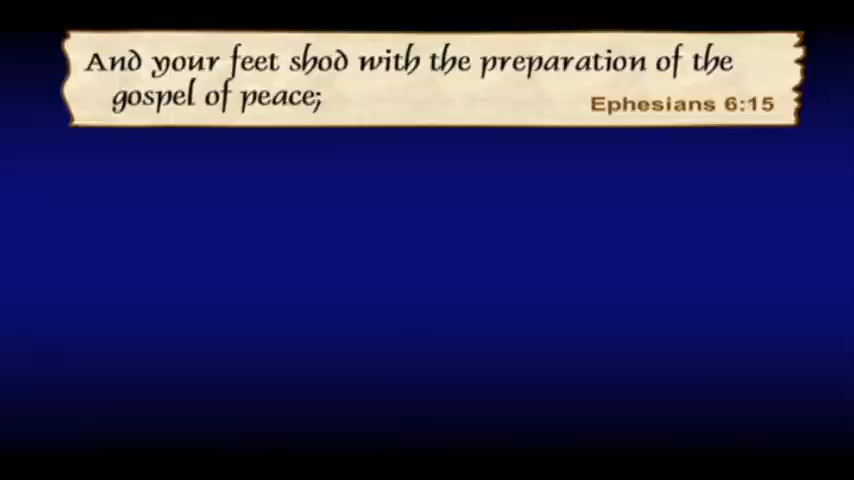 And your feet shod with the preparation of the
gospel of peace;
Ephesians 6:15